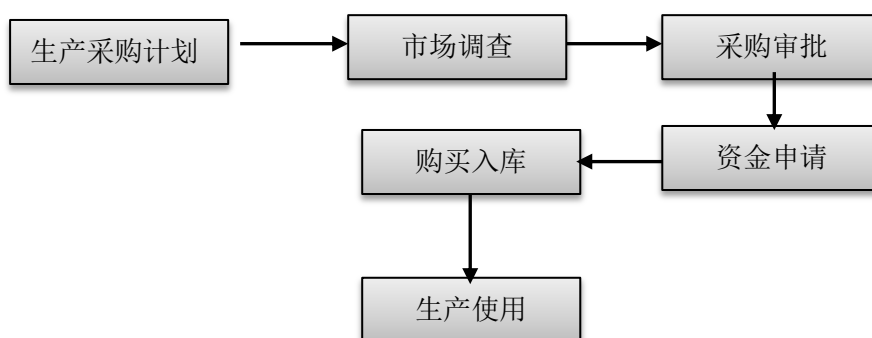 生产采购计划
市场调查
采购审批
资金申请
购买入库
生产使用